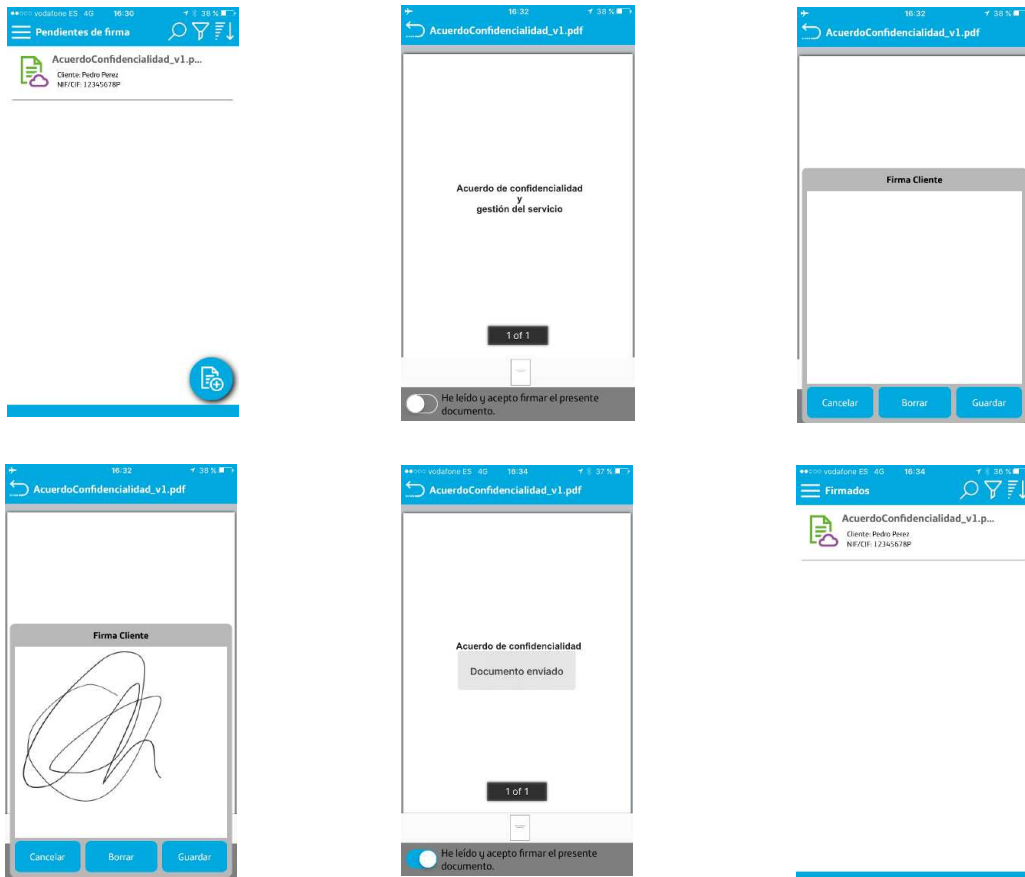 vodafone ES 4G 16:30 38 %
Pendientes de firma
AcuerdoConfidencialidad_v1.p...
Cliente: Pedro Perez
NIF/CIF: 12345678P
16:32 38 %
AcuerdoConfidencialidad_v1.pdf
Acuerdo de confidencialidad
y
gestión del servicio
1 of 1
He leído y acepto firmar el presente
documento.
16:32 38 %
AcuerdoConfidencialidad_v1.pdf
Firma Cliente
Cancelar Borrar Guardar
16:32 38 %
AcuerdoConfidencialidad_v1.pdf
Firma Cliente
Cancelar Borrar Guardar
vodafone ES 4G 16:34 37 %
AcuerdoConfidencialidad_v1.pdf
Acuerdo de confidencialidad
Documento enviado
1 of 1
He leído y acepto firmar el presente
documento.
vodafone ES 4G 16:34 36 %
Firmados
AcuerdoConfidencialidad_v1.p...
Cliente: Pedro Perez
NIF/CIF: 12345678P